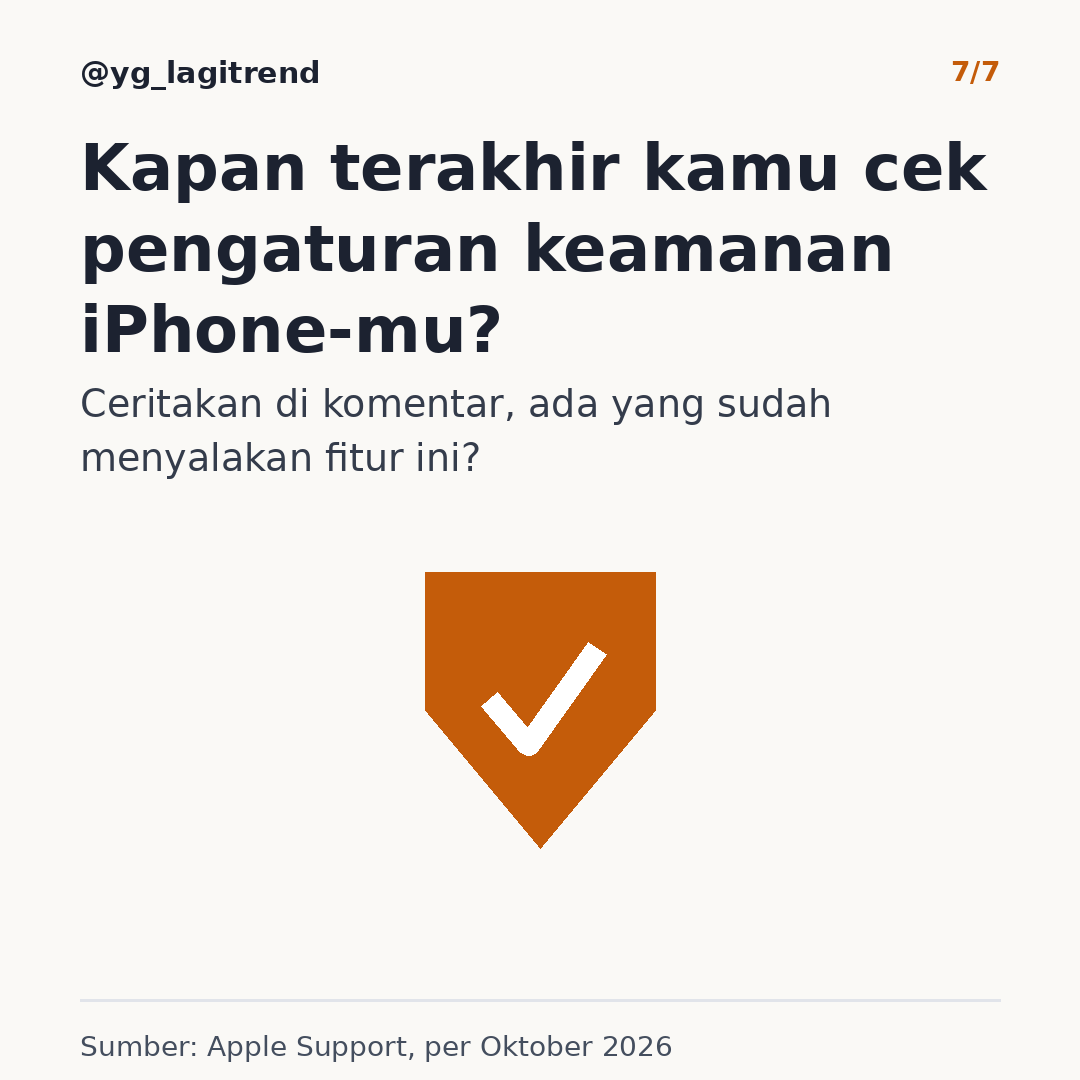 @yg_lagitrend
7/7
Kapan terakhir kamu cek
pengaturan keamanan
iPhone-mu?
Ceritakan di komentar, ada yang sudah
menyalakan fitur ini?
Sumber: Apple Support, per Oktober 2026